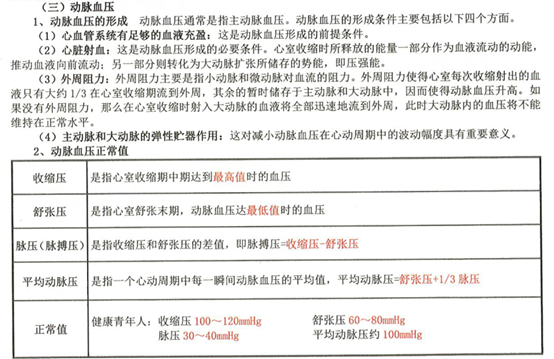 （三）动脉血压
1、动脉血压的形成 动脉血压通常是指主动脉血压。动脉血压的形成条件主要包括以下四个方面。
（1）心血管系统有足够的血液充盈：这是动脉血压形成的前提条件。
（2）心脏射血：这是动脉血压形成的必要条件。心室收缩时所释放的能量一部分作为血液流动的动能，
推动血液向前流动；另一部分则转化为大动脉扩张所储存的势能，即压强能。
（3）外周阻力：外周阻力主要是指小动脉和微动脉对血流的阻力。外周阻力使得心室每次收缩射出的血
液只有大约 1/3 在心室收缩期流到外周，其余的暂时储存于主动脉和大动脉中，因而使得动脉血压升高。如
果没有外周阻力，那么在心室收缩时射入大动脉的血液将全部迅速地流到外周，此时大动脉内的血压将不能
维持在正常水平。
（4）主动脉和大动脉的弹性贮器作用：这对减小动脉血压在心动周期中的波动幅度具有重要意义。
2、动脉血压正常值
收缩压 是指心室收缩期中期达到最高值时的血压
舒张压 是指心室舒张末期，动脉血压达最低值时的血压
脉压（脉搏压） 是指收缩压和舒张压的差值，即脉搏压=收缩压-舒张压
平均动脉压 是指一个心动周期中每一瞬间动脉血压的平均值，平均动脉压=舒张压+1/3 脉压
正常值 健康青年人：收缩压 100～120mmHg 舒张压 60～80mmHg
脉压 30～40mmHg 平均动脉压约 100mmHg